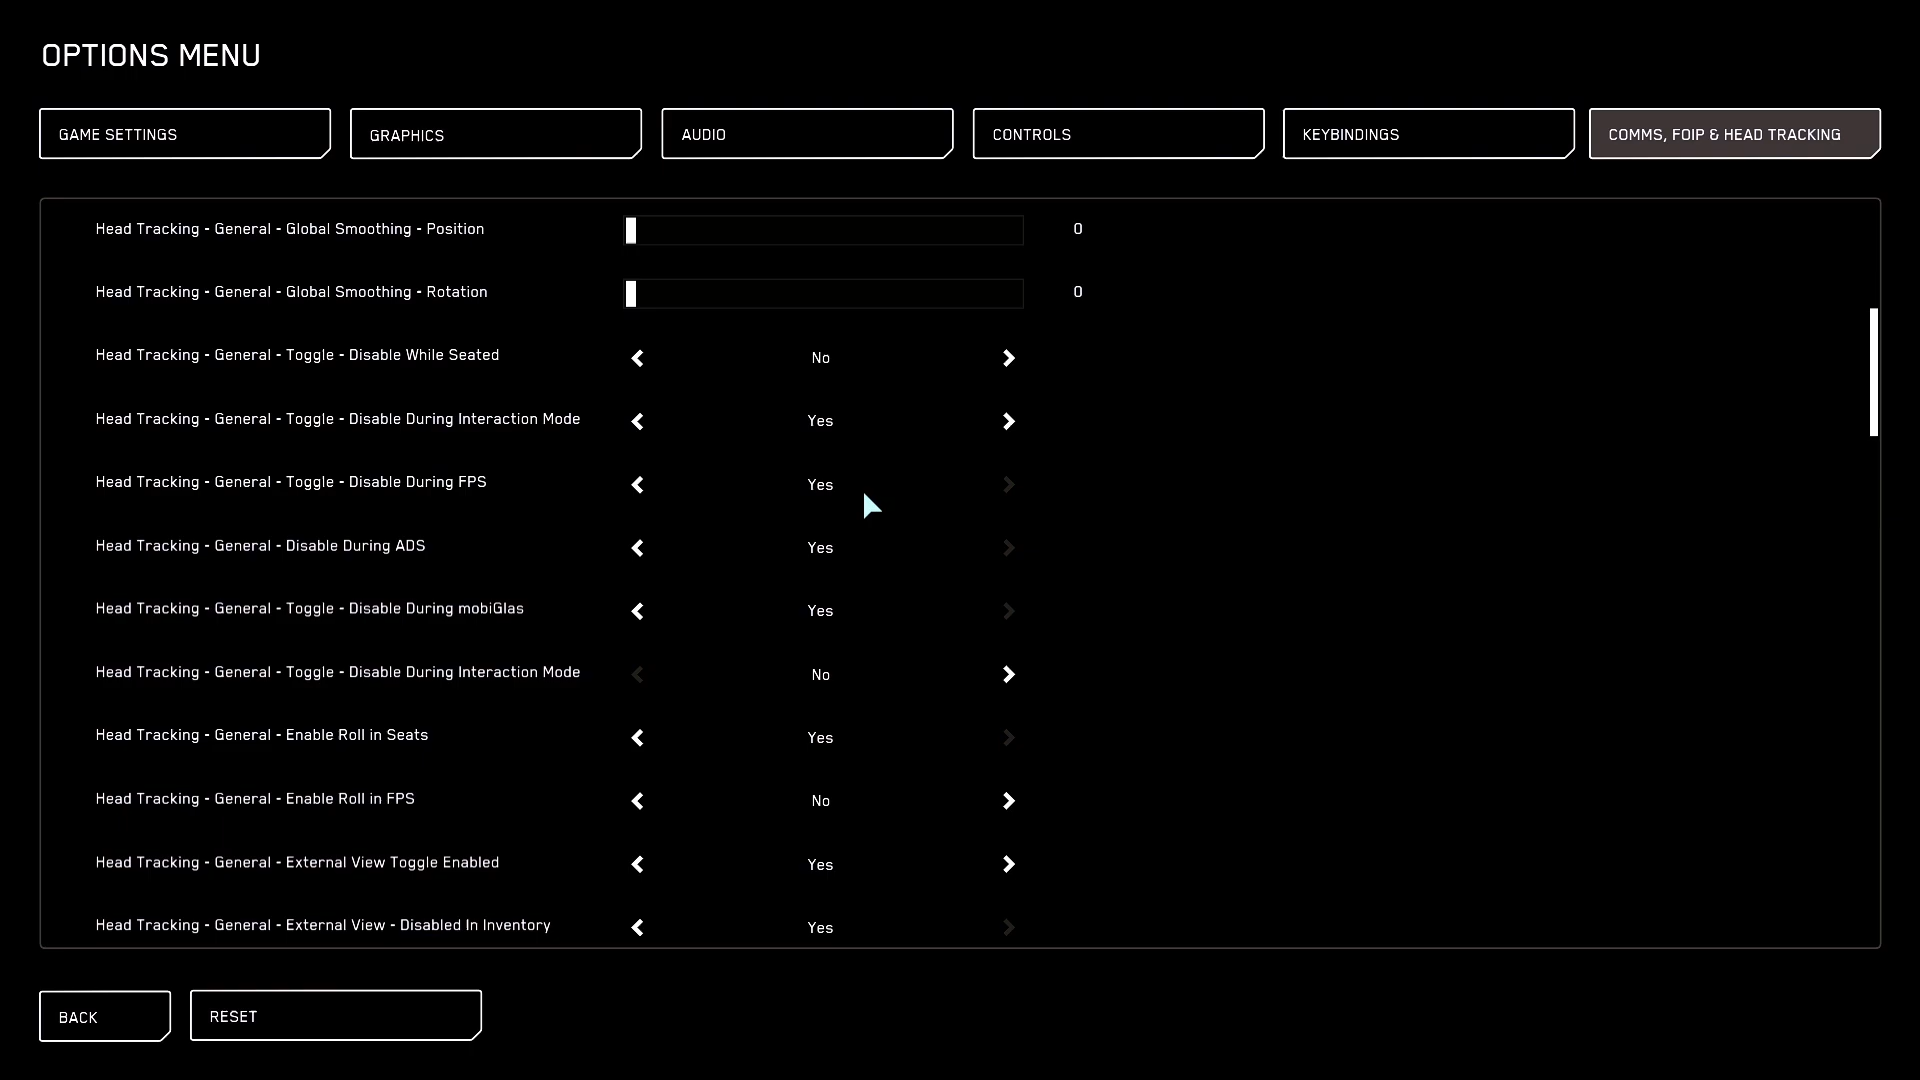 OPTIONS MENU
GAME SETTINGS
GRAPHICS
AUDIO
CONTROLS
KEYBINDINGS
COMMS, FOIP & HEAD TRACKING
Head Tracking - General - Global Smoothing - Position 0
Head Tracking - General - Global Smoothing - Rotation 0
Head Tracking - General - Toggle - Disable While Seated No
Head Tracking - General - Toggle - Disable During Interaction Mode Yes
Head Tracking - General - Toggle - Disable During FPS Yes
Head Tracking - General - Disable During ADS Yes
Head Tracking - General - Toggle - Disable During mobiGlas Yes
Head Tracking - General - Toggle - Disable During Interaction Mode No
Head Tracking - General - Enable Roll in Seats Yes
Head Tracking - General - Enable Roll in FPS No
Head Tracking - General - External View Toggle Enabled Yes
Head Tracking - General - External View - Disabled In Inventory Yes
BACK
RESET